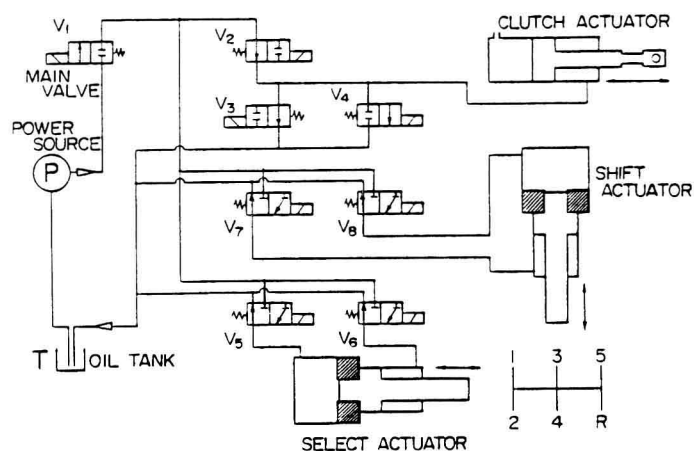 V1
V2
CLUTCH ACTUATOR
MAIN
VALVE
V3
V4
POWER
SOURCE
P
SHIFT
ACTUATOR
V7
V8
V5
V6
T OIL TANK
1 3 5
2 4 R
SELECT ACTUATOR